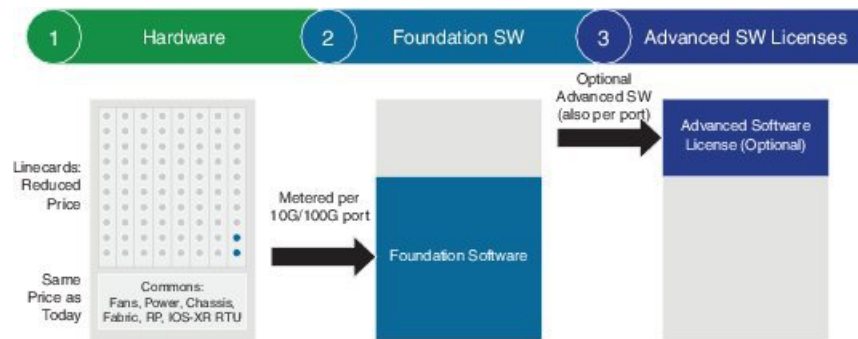 1
Hardware
2
Foundation SW
3
Advanced SW Licenses
Linecards:
Reduced
Price
Same
Price as
Today
Commons:
Fans, Power, Chassis,
Fabric, RP, IOS-XR RTU
Metered per
10G/100G port
Foundation Software
Optional
Advanced SW
(also per port)
Advanced Software
License (Optional)